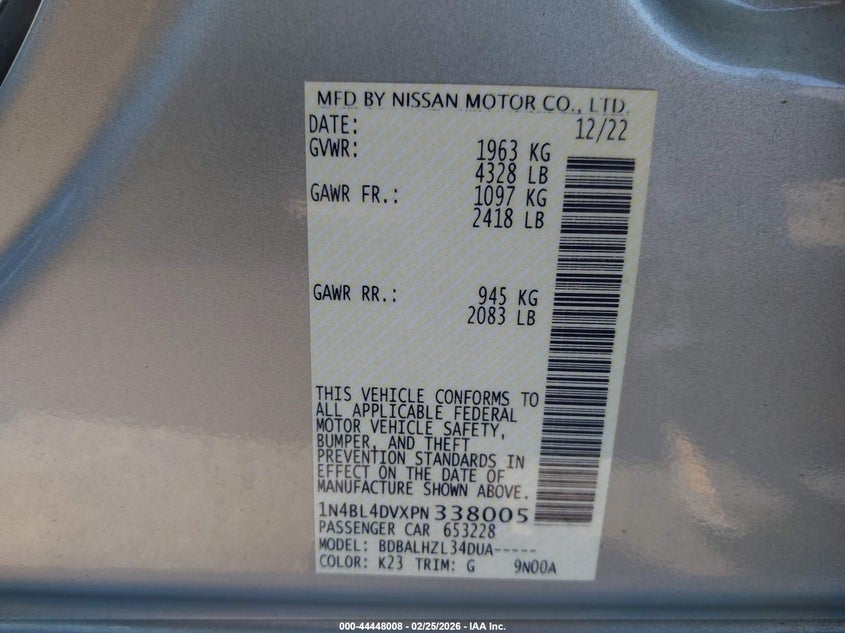 MFD BY NISSAN MOTOR CO., LTD.
DATE: 12/22
GVWR: 1963 KG
4328 LB
GAWR FR.: 1097 KG
2418 LB
GAWR RR.: 945 KG
2083 LB
THIS VEHICLE CONFORMS TO
ALL APPLICABLE FEDERAL
MOTOR VEHICLE SAFETY,
BUMPER, AND THEFT
PREVENTION STANDARDS IN
EFFECT ON THE DATE OF
MANUFACTURE SHOWN ABOVE.
1N4BL4DVXPN338005
PASSENGER CAR 653228
MODEL: BDBALHZL34DUA-----
COLOR: K23 TRIM: G 9N00A
000-44448008 - 02/25/2026 - IAA Inc.